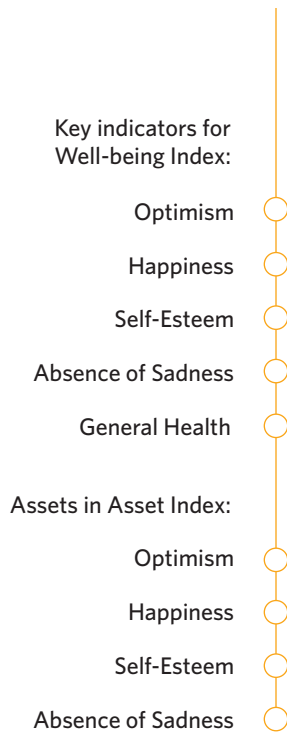 Key indicators for
Well-being Index:
Optimism
Happiness
Self-Esteem
Absence of Sadness
General Health
Assets in Asset Index:
Optimism
Happiness
Self-Esteem
Absence of Sadness